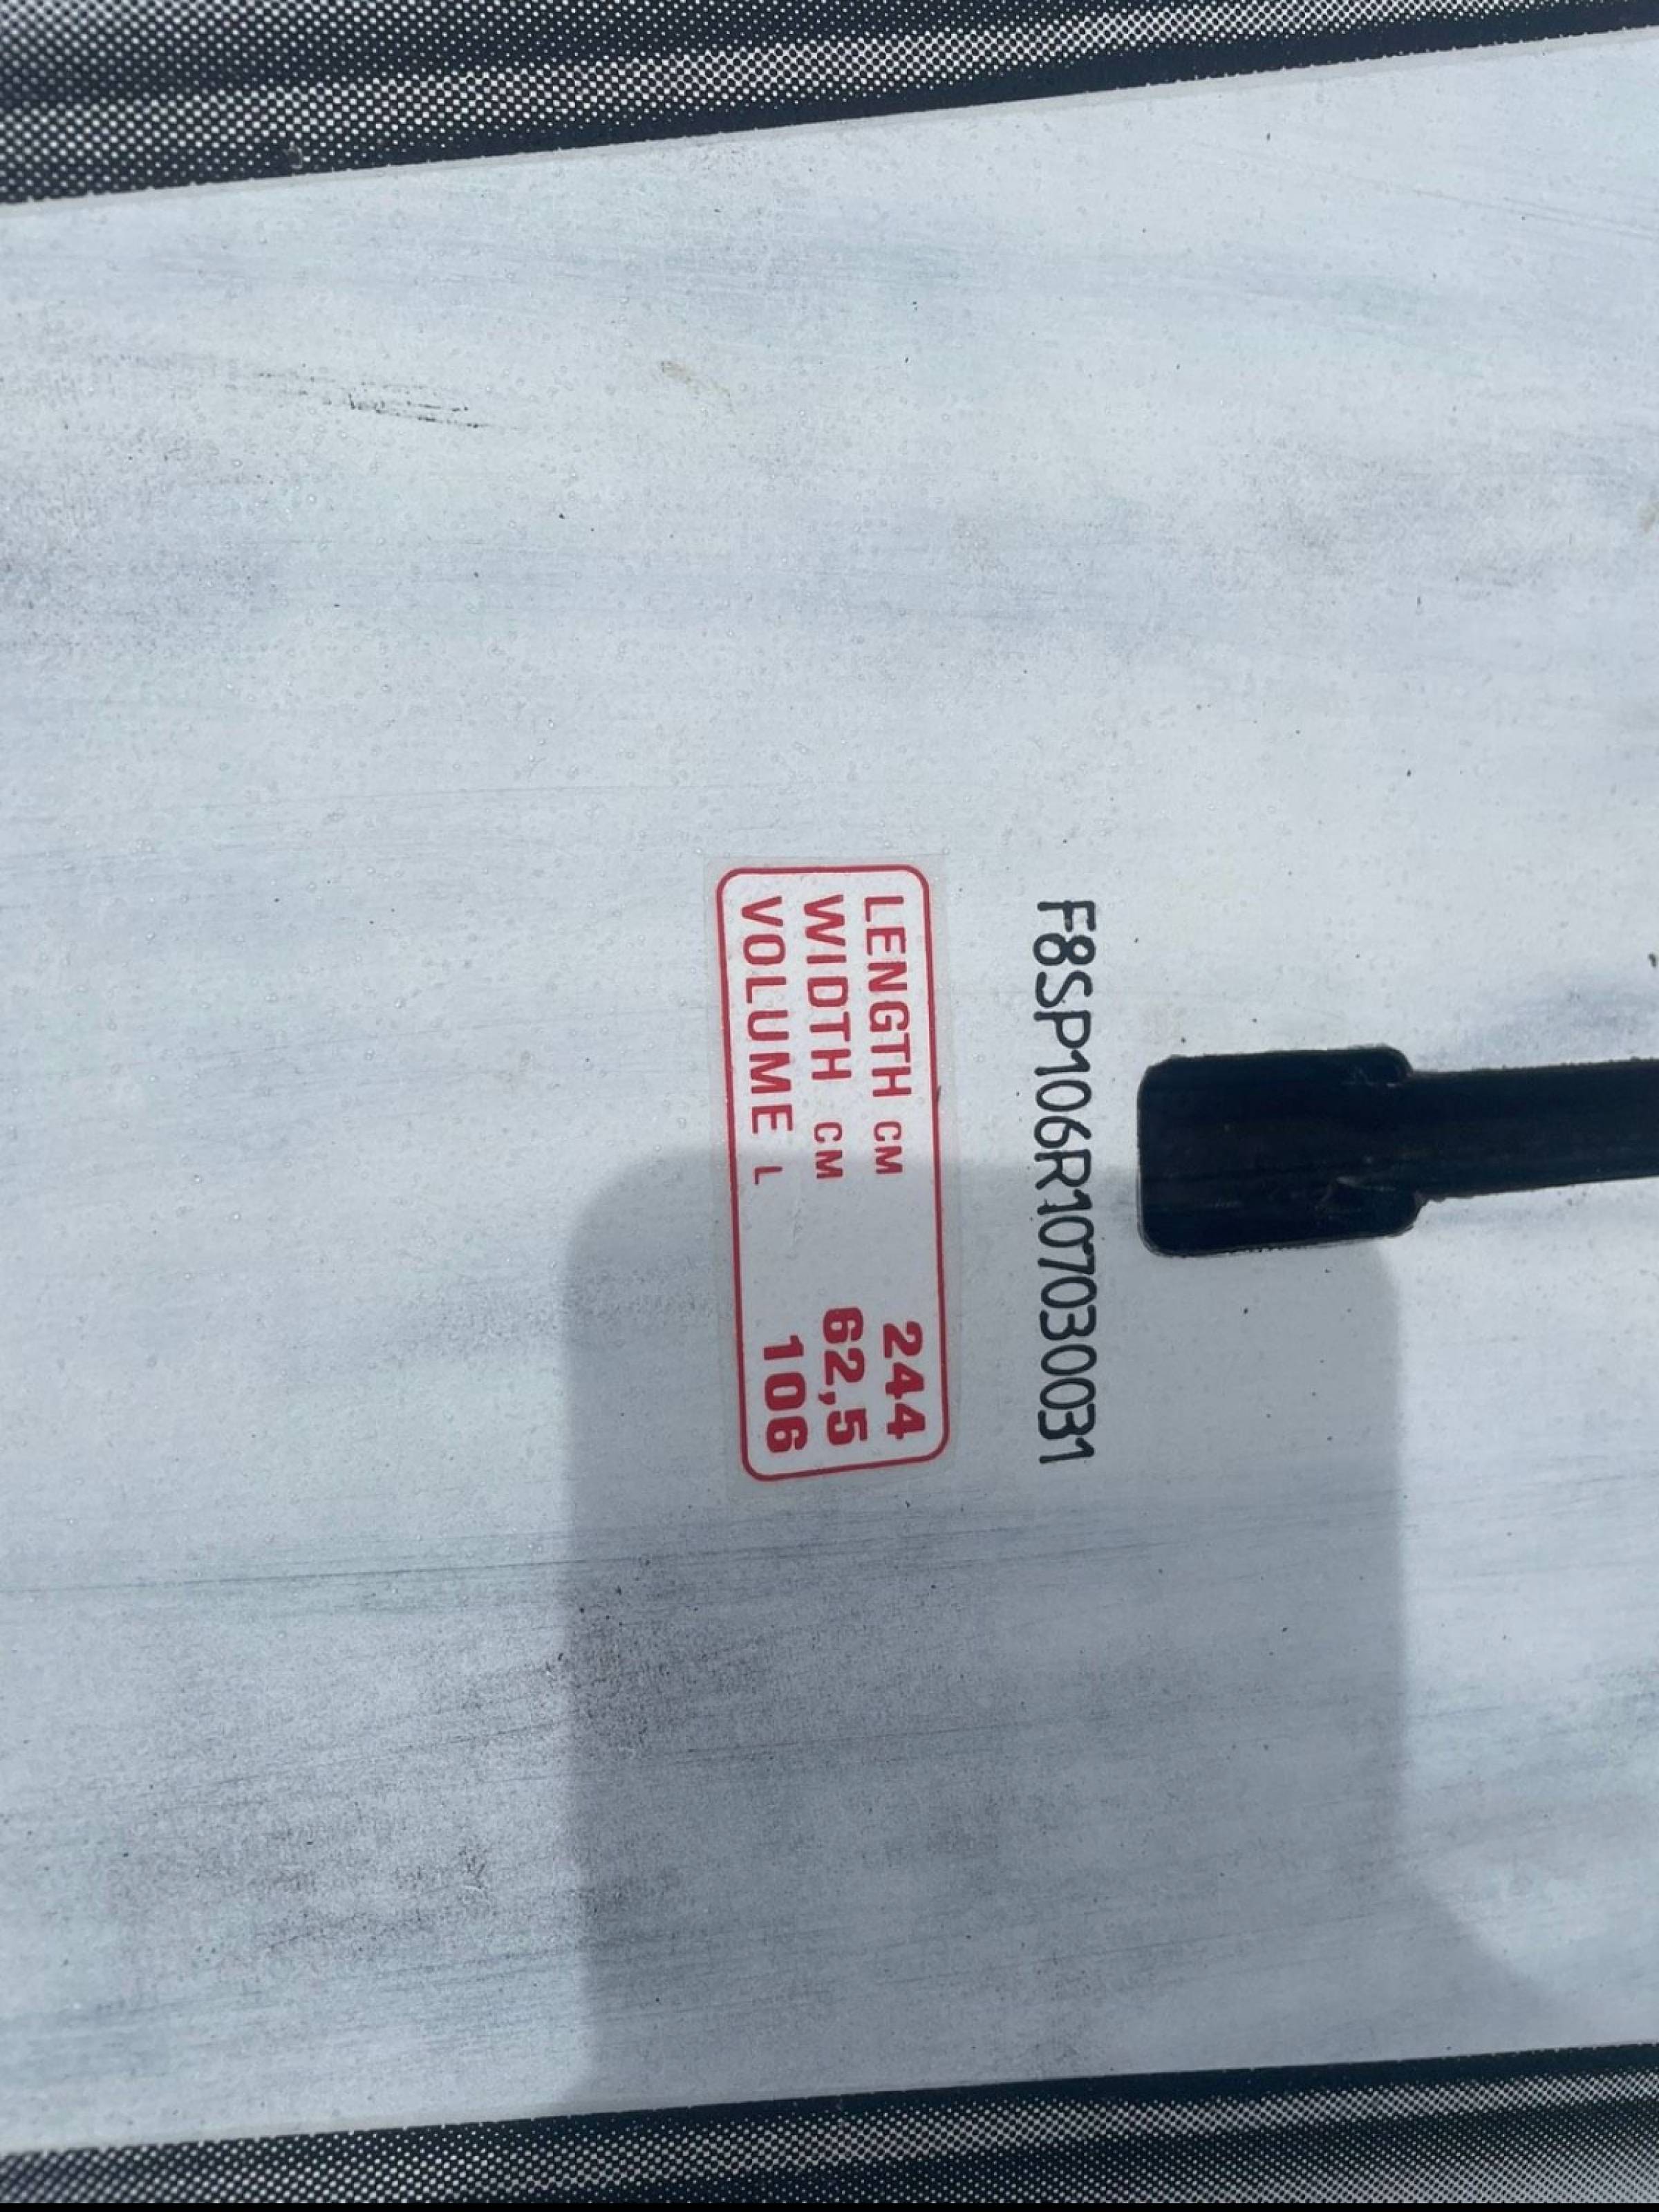 F8SP106R107030031
LENGTH CM 244
WIDTH CM 62,5
VOLUME L 106